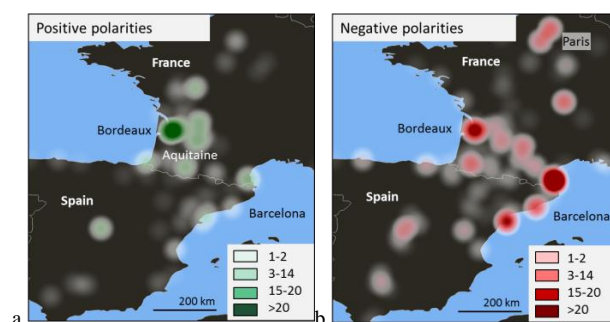 Positive polarities
France
Bordeaux
Aquitaine
Spain
Barcelona
1-2
3-14
15-20
>20
200 km
a
Negative polarities
Paris
France
Bordeaux
Spain
Barcelona
1-2
3-14
15-20
>20
200 km
b